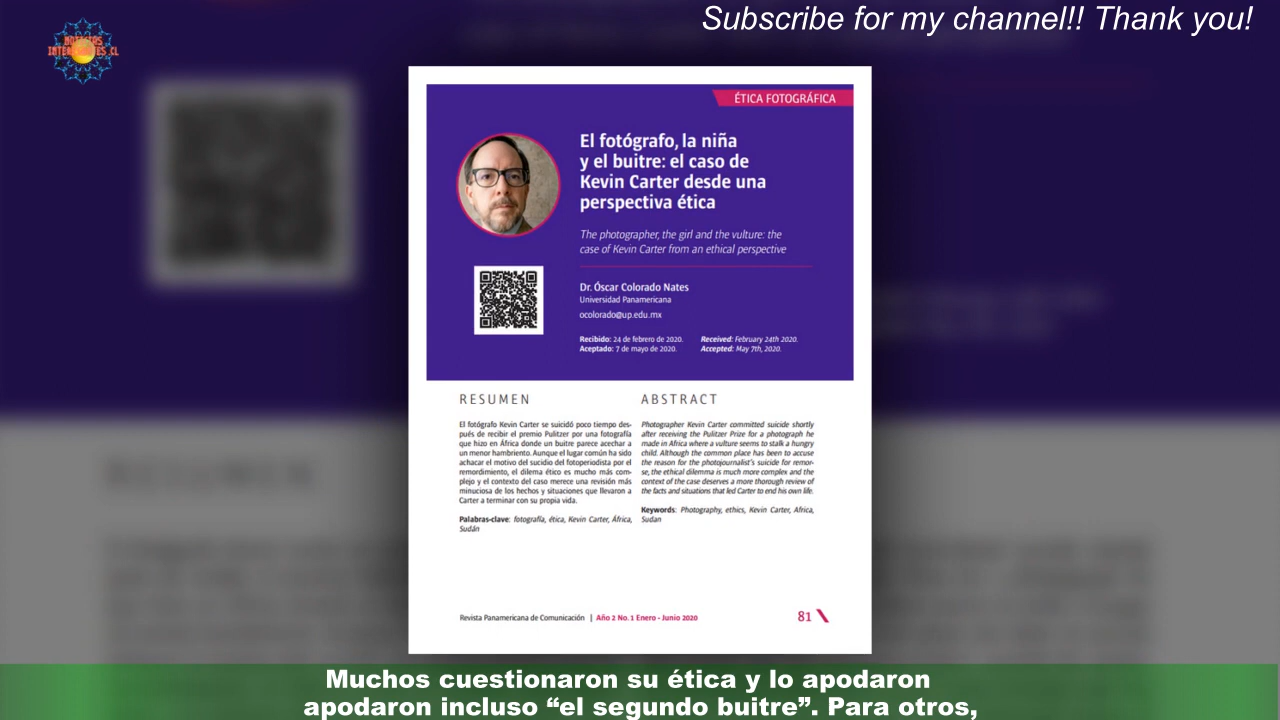 Subscribe for my channel!! Thank you!
NOTICIAS
INTERESANTES.CL
ÉTICA FOTOGRÁFICA
El fotógrafo, la niña
y el buitre: el caso de
Kevin Carter desde una
perspectiva ética
The photographer, the girl and the vulture: the
case of Kevin Carter from an ethical perspective
Dr. Óscar Colorado Nates
Universidad Panamericana
ocolorado@up.edu.mx
Recibido: 24 de febrero de 2020.
Aceptado: 7 de mayo de 2020.
Received: February 24th 2020.
Accepted: May 7th, 2020.
RESUMEN
El fotógrafo Kevin Carter se suicidó poco tiempo des-
pués de recibir el premio Pulitzer por una fotografía
que hizo en África donde un buitre parece acechar a
un menor hambriento. Aunque el lugar común ha sido
achacar el motivo del sucidio del fotoperiodista por el
remordimiento, el dilema ético es mucho más com-
plejo y el contexto del caso merece una revisión más
minuciosa de los hechos y situaciones que llevaron a
Carter a terminar con su propia vida.
Palabras-clave: fotografía, ética, Kevin Carter, África,
Sudán
ABSTRACT
Photographer Kevin Carter committed suicide shortly
after receiving the Pulitzer Prize for a photograph he
made in Africa where a vulture seems to stalk a hungry
child. Although the common place has been to accuse
the reason for the photojournalist's suicide for remor-
se, the ethical dilemma is much more complex and the
context of the case deserves a more thorough review of
the facts and situations that led Carter to end his own life.
Keywords: Photography, ethics, Kevin Carter, Africa,
Sudan
Revista Panamericana de Comunicación | Año 2 No. 1 Enero - Junio 2020
81
Muchos cuestionaron su ética y lo apodaron
apodaron incluso “el segundo buitre”. Para otros,